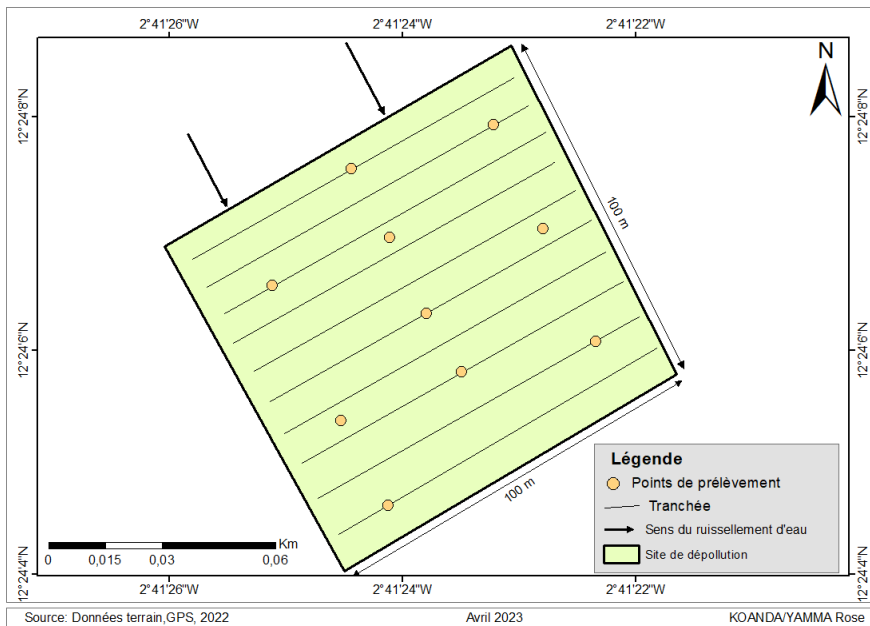 2°41'26"W 2°41'24"W 2°41'22"W
N
12°24'8"N 12°24'8"N
100 m
12°24'6"N 12°24'6"N
100 m
Légende
Points de prélèvement
Tranchée
Sens du ruissellement d'eau
Site de dépollution
Km
0 0,015 0,03 0,06
12°24'4"N 12°24'4"N
2°41'26"W 2°41'24"W 2°41'22"W
Source: Données terrain,GPS, 2022 Avril 2023 KOANDA/YAMMA Rose